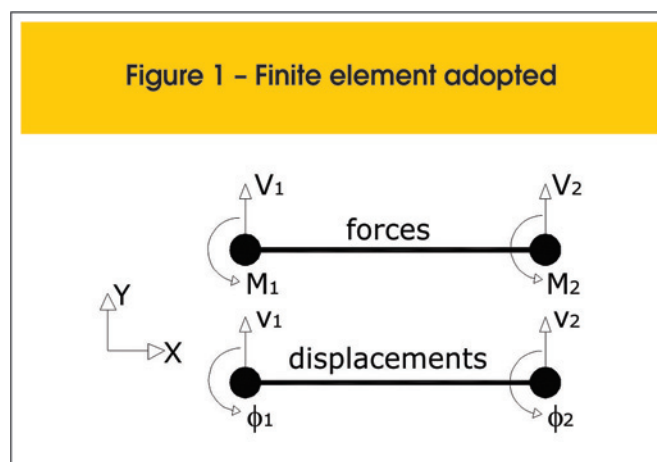 Figure 1 – Finite element adopted
V1 V2
forces
M1 M2
Y
X
v1 v2
displacements
ϕ1 ϕ2